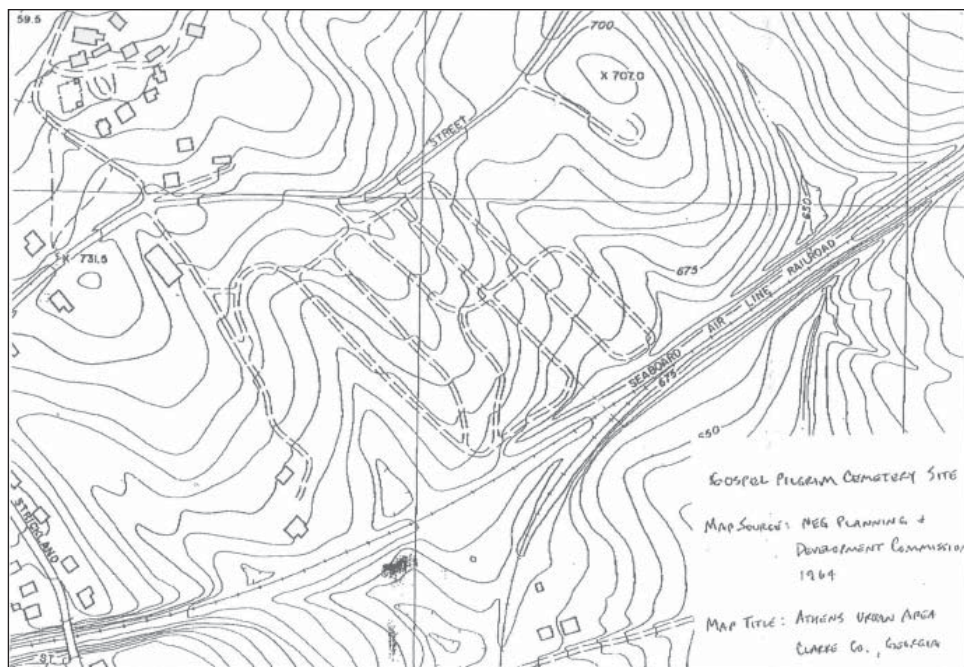 59.5
700
X 707.0
STREET
650
731.5
675
SEABOARD AIR LINE RAILROAD
675
650
STRICKLAND
ST.
GOSPEL PILGRIM CEMETERY SITE
MAP SOURCE: NEG PLANNING &
DEVELOPMENT COMMISSION
1964
MAP TITLE: ATHENS URBAN AREA
CLARKE CO., GEORGIA